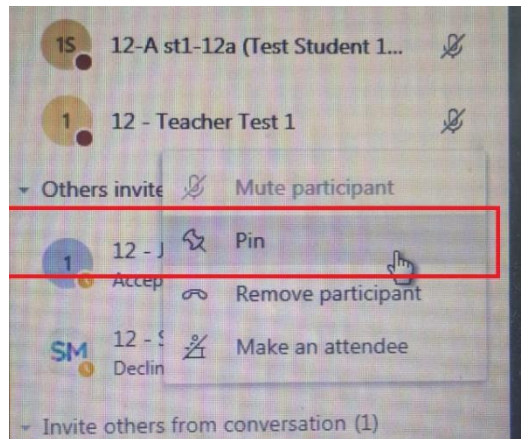 1S 12-A st1-12a (Test Student 1...
1 12 - Teacher Test 1
Others invite
Mute participant
Pin
1 12 - J
Accep
Remove participant
SM 12 - S
Declin
Make an attendee
Invite others from conversation (1)